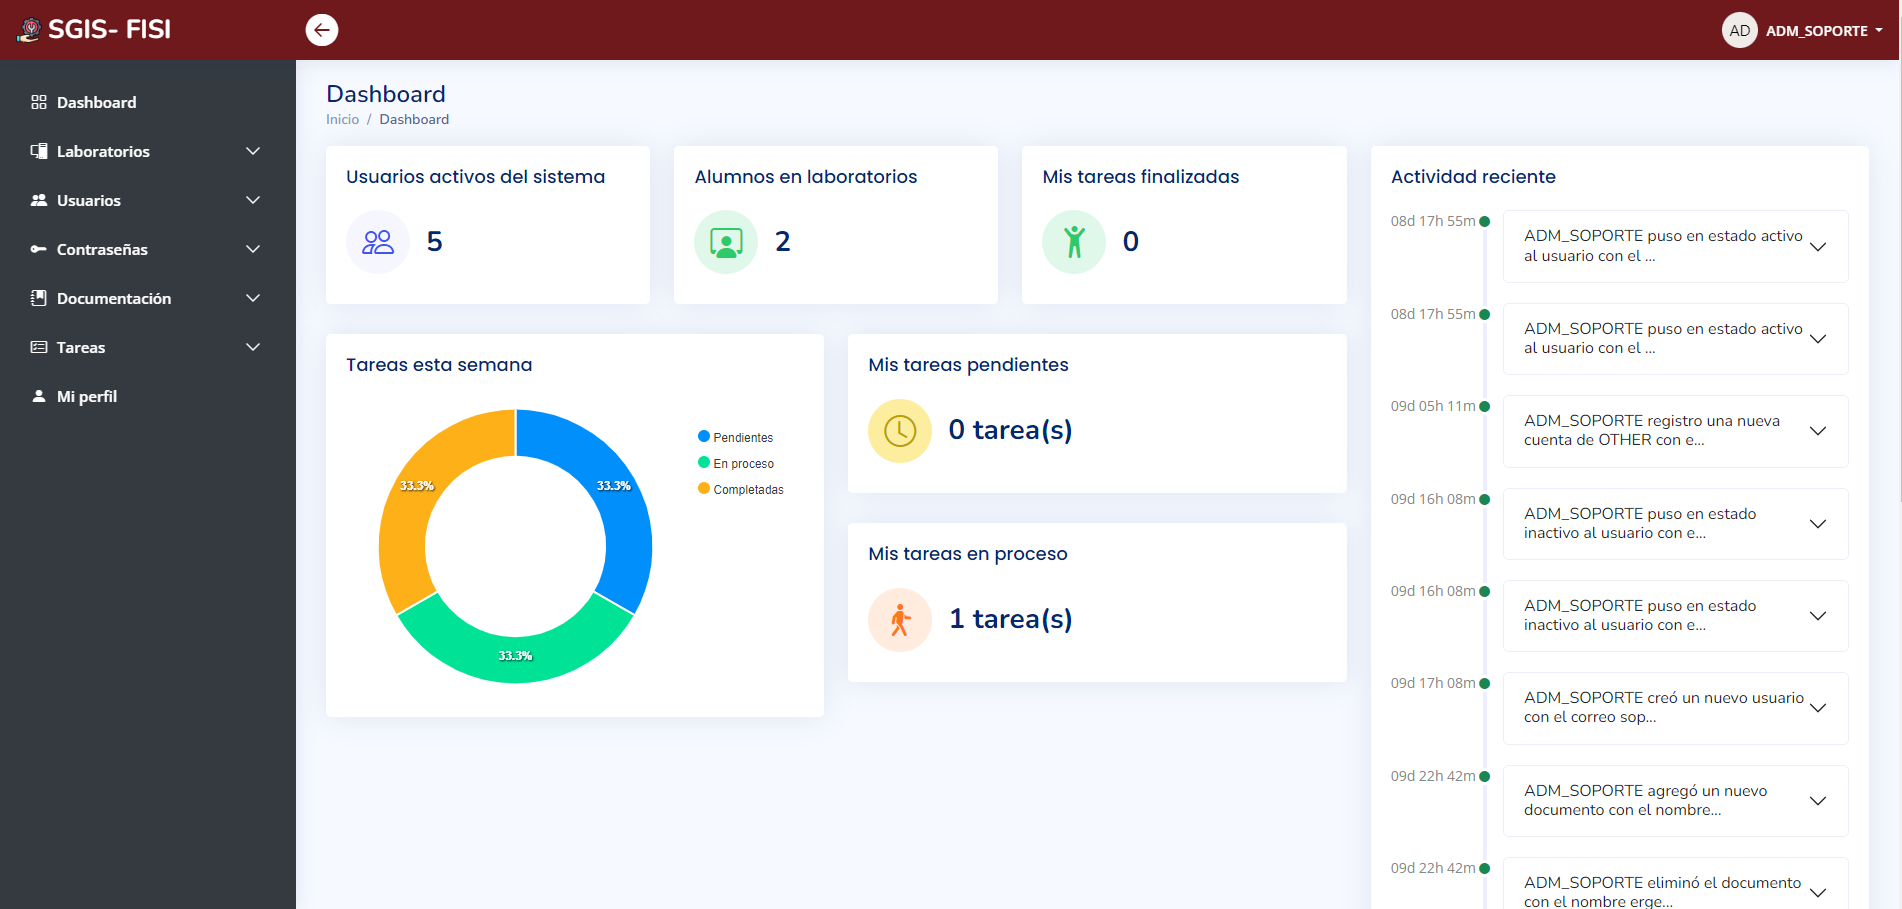 SGIS- FISI
AD ADM_SOPORTE
Dashboard
Laboratorios
Usuarios
Contraseñas
Documentación
Tareas
Mi perfil
Dashboard
Inicio / Dashboard
Usuarios activos del sistema
5
Alumnos en laboratorios
2
Mis tareas finalizadas
0
Tareas esta semana
33.3%
33.3%
33.3%
Pendientes
En proceso
Completadas
Mis tareas pendientes
0 tarea(s)
Mis tareas en proceso
1 tarea(s)
Actividad reciente
08d 17h 55m
ADM_SOPORTE puso en estado activo
al usuario con el ...
08d 17h 55m
ADM_SOPORTE puso en estado activo
al usuario con el ...
09d 05h 11m
ADM_SOPORTE registro una nueva
cuenta de OTHER con e...
09d 16h 08m
ADM_SOPORTE puso en estado
inactivo al usuario con e...
09d 16h 08m
ADM_SOPORTE puso en estado
inactivo al usuario con e...
09d 17h 08m
ADM_SOPORTE creó un nuevo usuario
con el correo sop...
09d 22h 42m
ADM_SOPORTE agregó un nuevo
documento con el nombre...
09d 22h 42m
ADM_SOPORTE eliminó el documento
con el nombre erge...